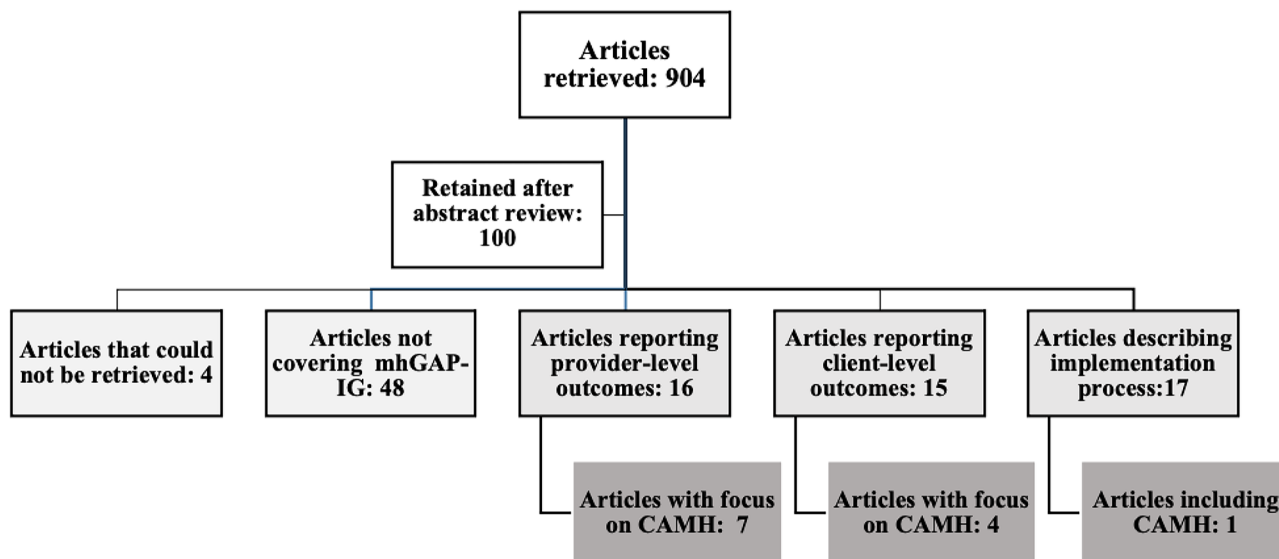 Articles
retrieved: 904
Retained after
abstract review:
100
Articles that could
not be retrieved: 4
Articles not
covering mhGAP-
IG: 48
Articles reporting
provider-level
outcomes: 16
Articles reporting
client-level
outcomes: 15
Articles describing
implementation
process:17
Articles with focus
on CAMH: 7
Articles with focus
on CAMH: 4
Articles including
CAMH: 1